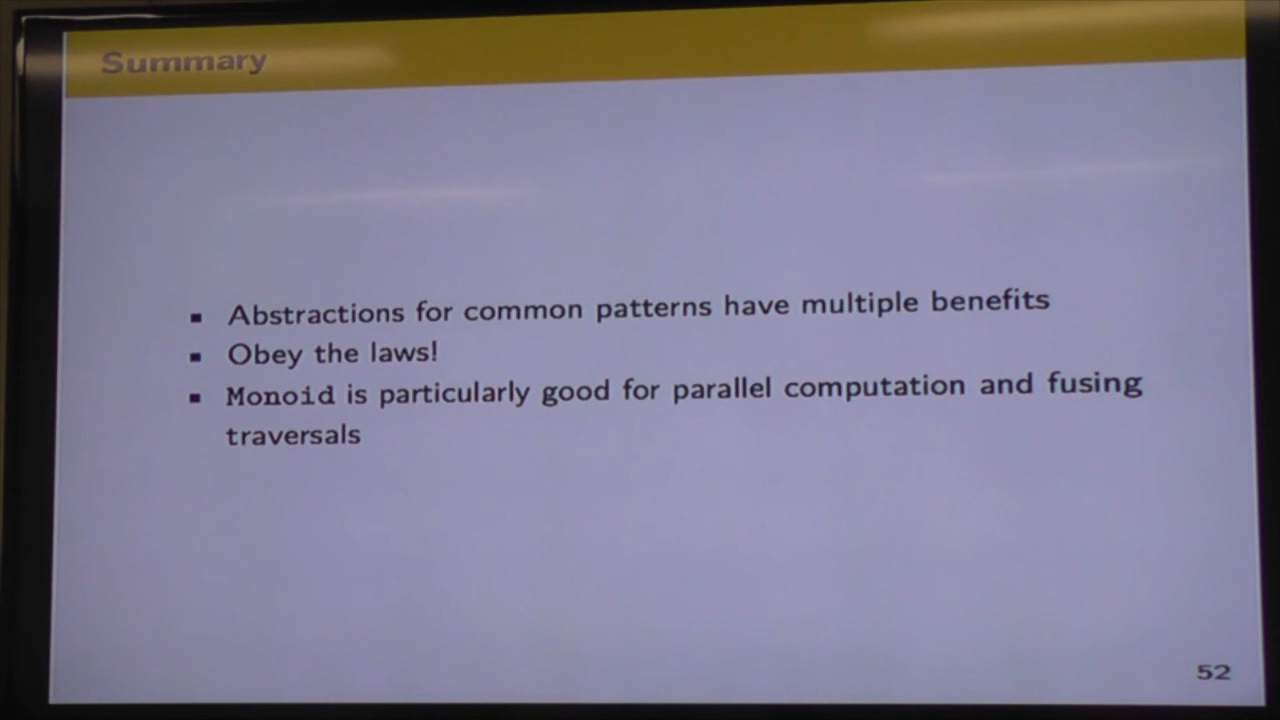 Summary
▪ Abstractions for common patterns have multiple benefits
▪ Obey the laws!
▪ Monoid is particularly good for parallel computation and fusing
traversals
52